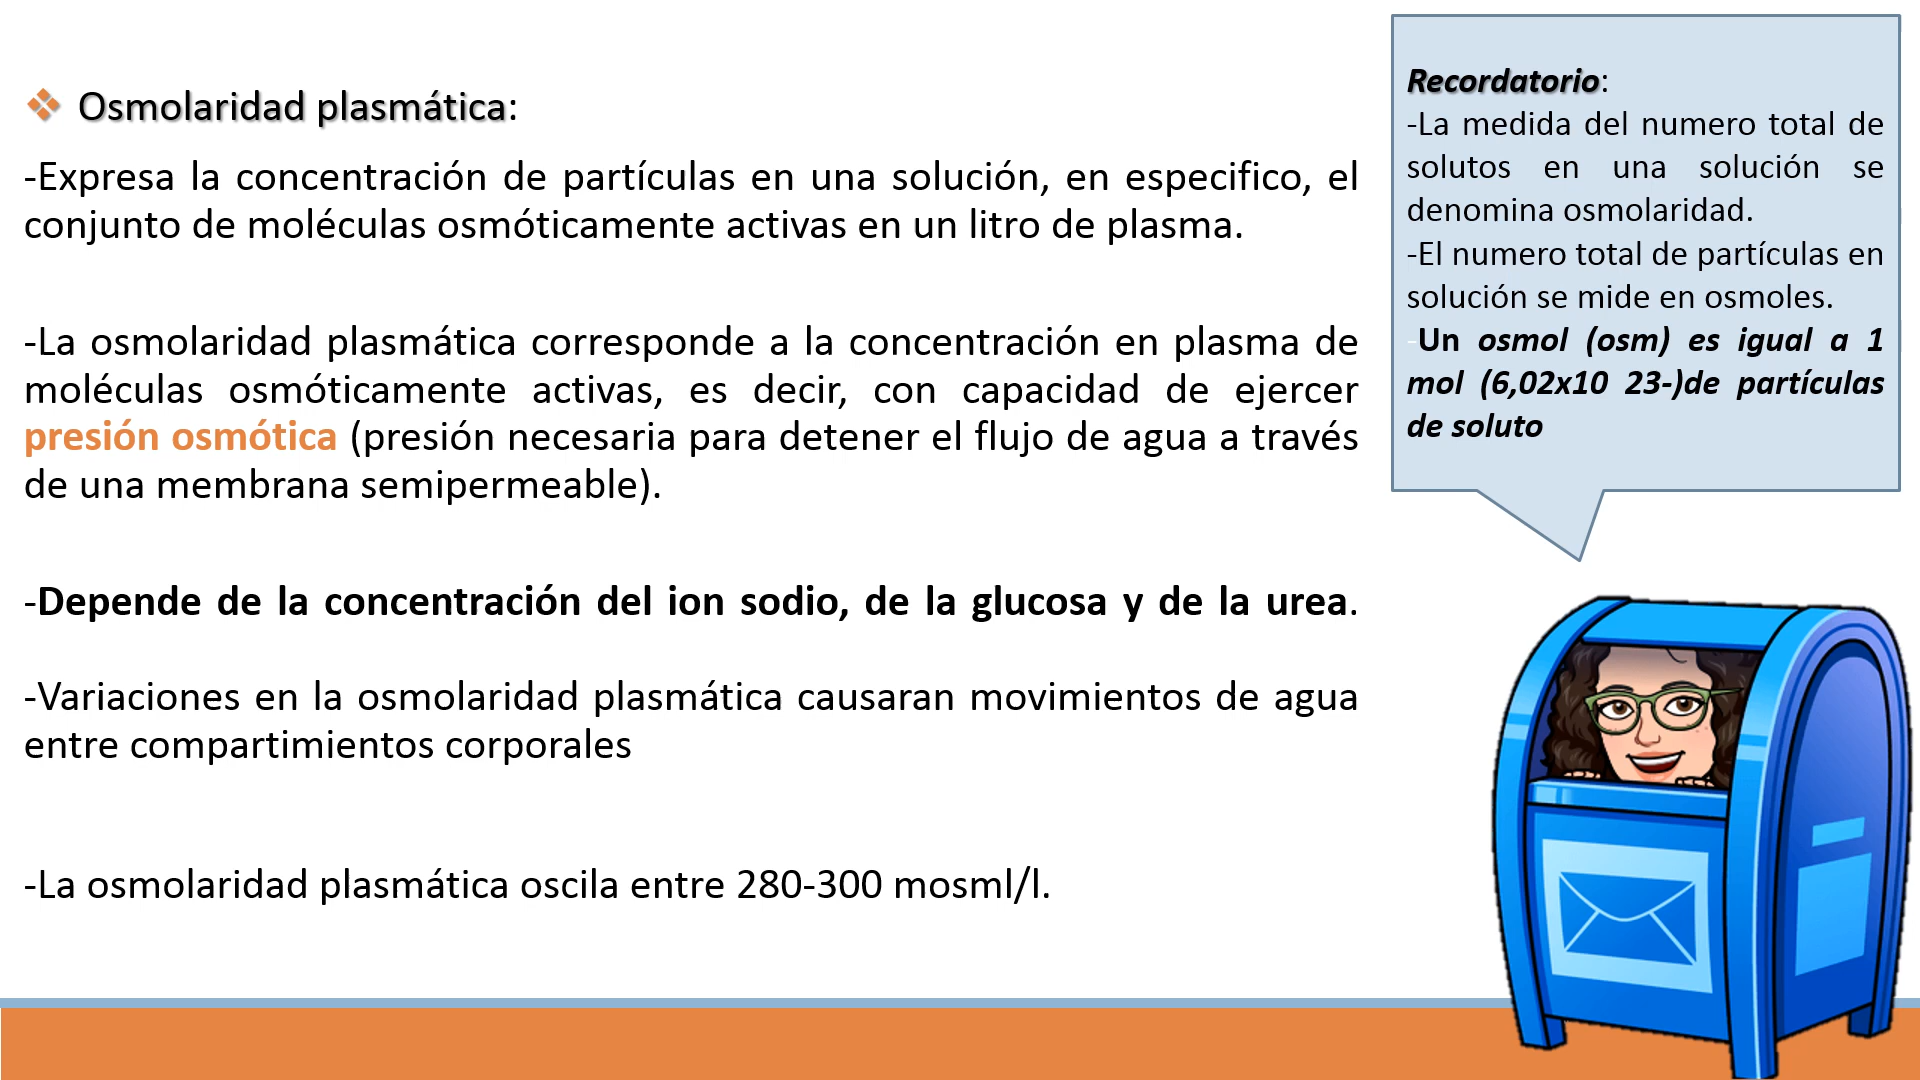 Osmolaridad plasmática:
-Expresa la concentración de partículas en una solución, en especifico, el
conjunto de moléculas osmóticamente activas en un litro de plasma.
-La osmolaridad plasmática corresponde a la concentración en plasma de
moléculas osmóticamente activas, es decir, con capacidad de ejercer
presión osmótica (presión necesaria para detener el flujo de agua a través
de una membrana semipermeable).
-Depende de la concentración del ion sodio, de la glucosa y de la urea.
-Variaciones en la osmolaridad plasmática causaran movimientos de agua
entre compartimientos corporales
-La osmolaridad plasmática oscila entre 280-300 mosml/l.
Recordatorio:
-La medida del numero total de
solutos en una solución se
denomina osmolaridad.
-El numero total de partículas en
solución se mide en osmoles.
-Un osmol (osm) es igual a 1
mol (6,02x10 23-)de partículas
de soluto